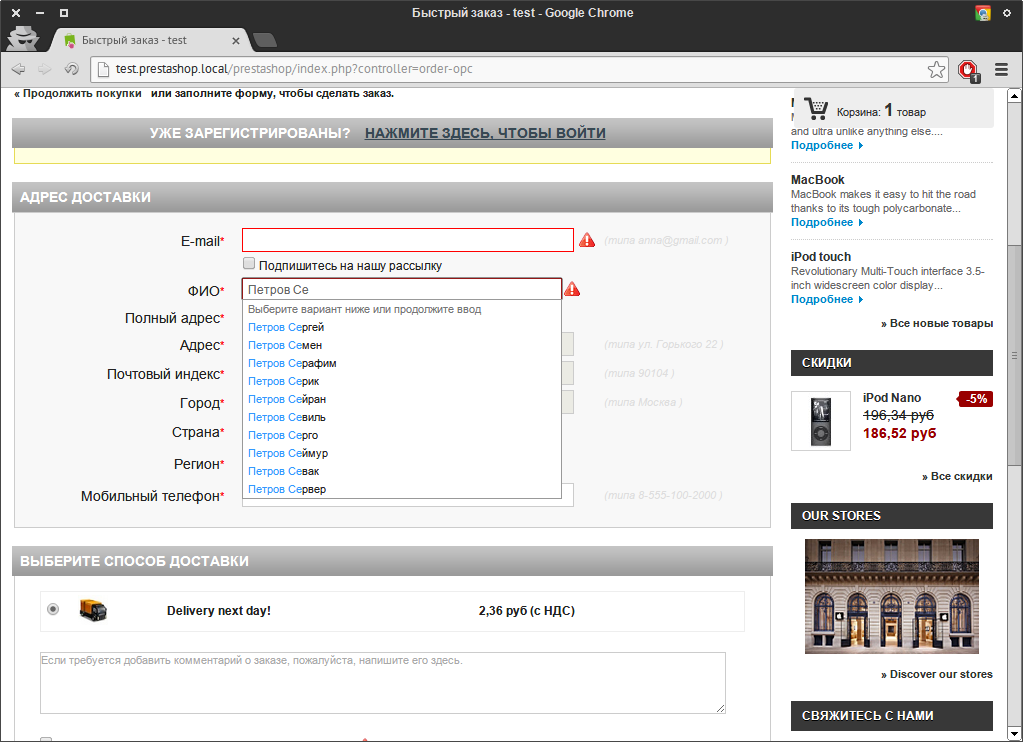 Быстрый заказ - test - Google Chrome
Быстрый заказ - test
test.prestashop.local/prestashop/index.php?controller=order-opc
1
« Продолжить покупки или заполните форму, чтобы сделать заказ.
УЖЕ ЗАРЕГИСТРИРОВАНЫ? НАЖМИТЕ ЗДЕСЬ, ЧТОБЫ ВОЙТИ
АДРЕС ДОСТАВКИ
E-mail* (типа anna@gmail.com )
Подпишитесь на нашу рассылку
ФИО* Петров Се
Выберите вариант ниже или продолжите ввод
Полный адрес*
Петров Сергей
Адрес* Петров Семен (типа ул. Горького 22 )
Петров Серафим
Почтовый индекс* Петров Серик (типа 90104 )
Город* Петров Сейран (типа Москва )
Петров Севиль
Страна* Петров Серго
Петров Сеймур
Регион* Петров Севак
Мобильный телефон* Петров Сервер (типа 8-555-100-2000 )
ВЫБЕРИТЕ СПОСОБ ДОСТАВКИ
Delivery next day! 2,36 руб (с НДС)
Если требуется добавить комментарий о заказе, пожалуйста, напишите его здесь.
Корзина: 1 товар
and ultra unlike anything else....
Подробнее
MacBook
MacBook makes it easy to hit the road
thanks to its tough polycarbonate...
Подробнее
iPod touch
Revolutionary Multi-Touch interface 3.5-
inch widescreen color display...
Подробнее
» Все новые товары
СКИДКИ
iPod Nano -5%
196,34 руб
186,52 руб
» Все скидки
OUR STORES
» Discover our stores
СВЯЖИТЕСЬ С НАМИ